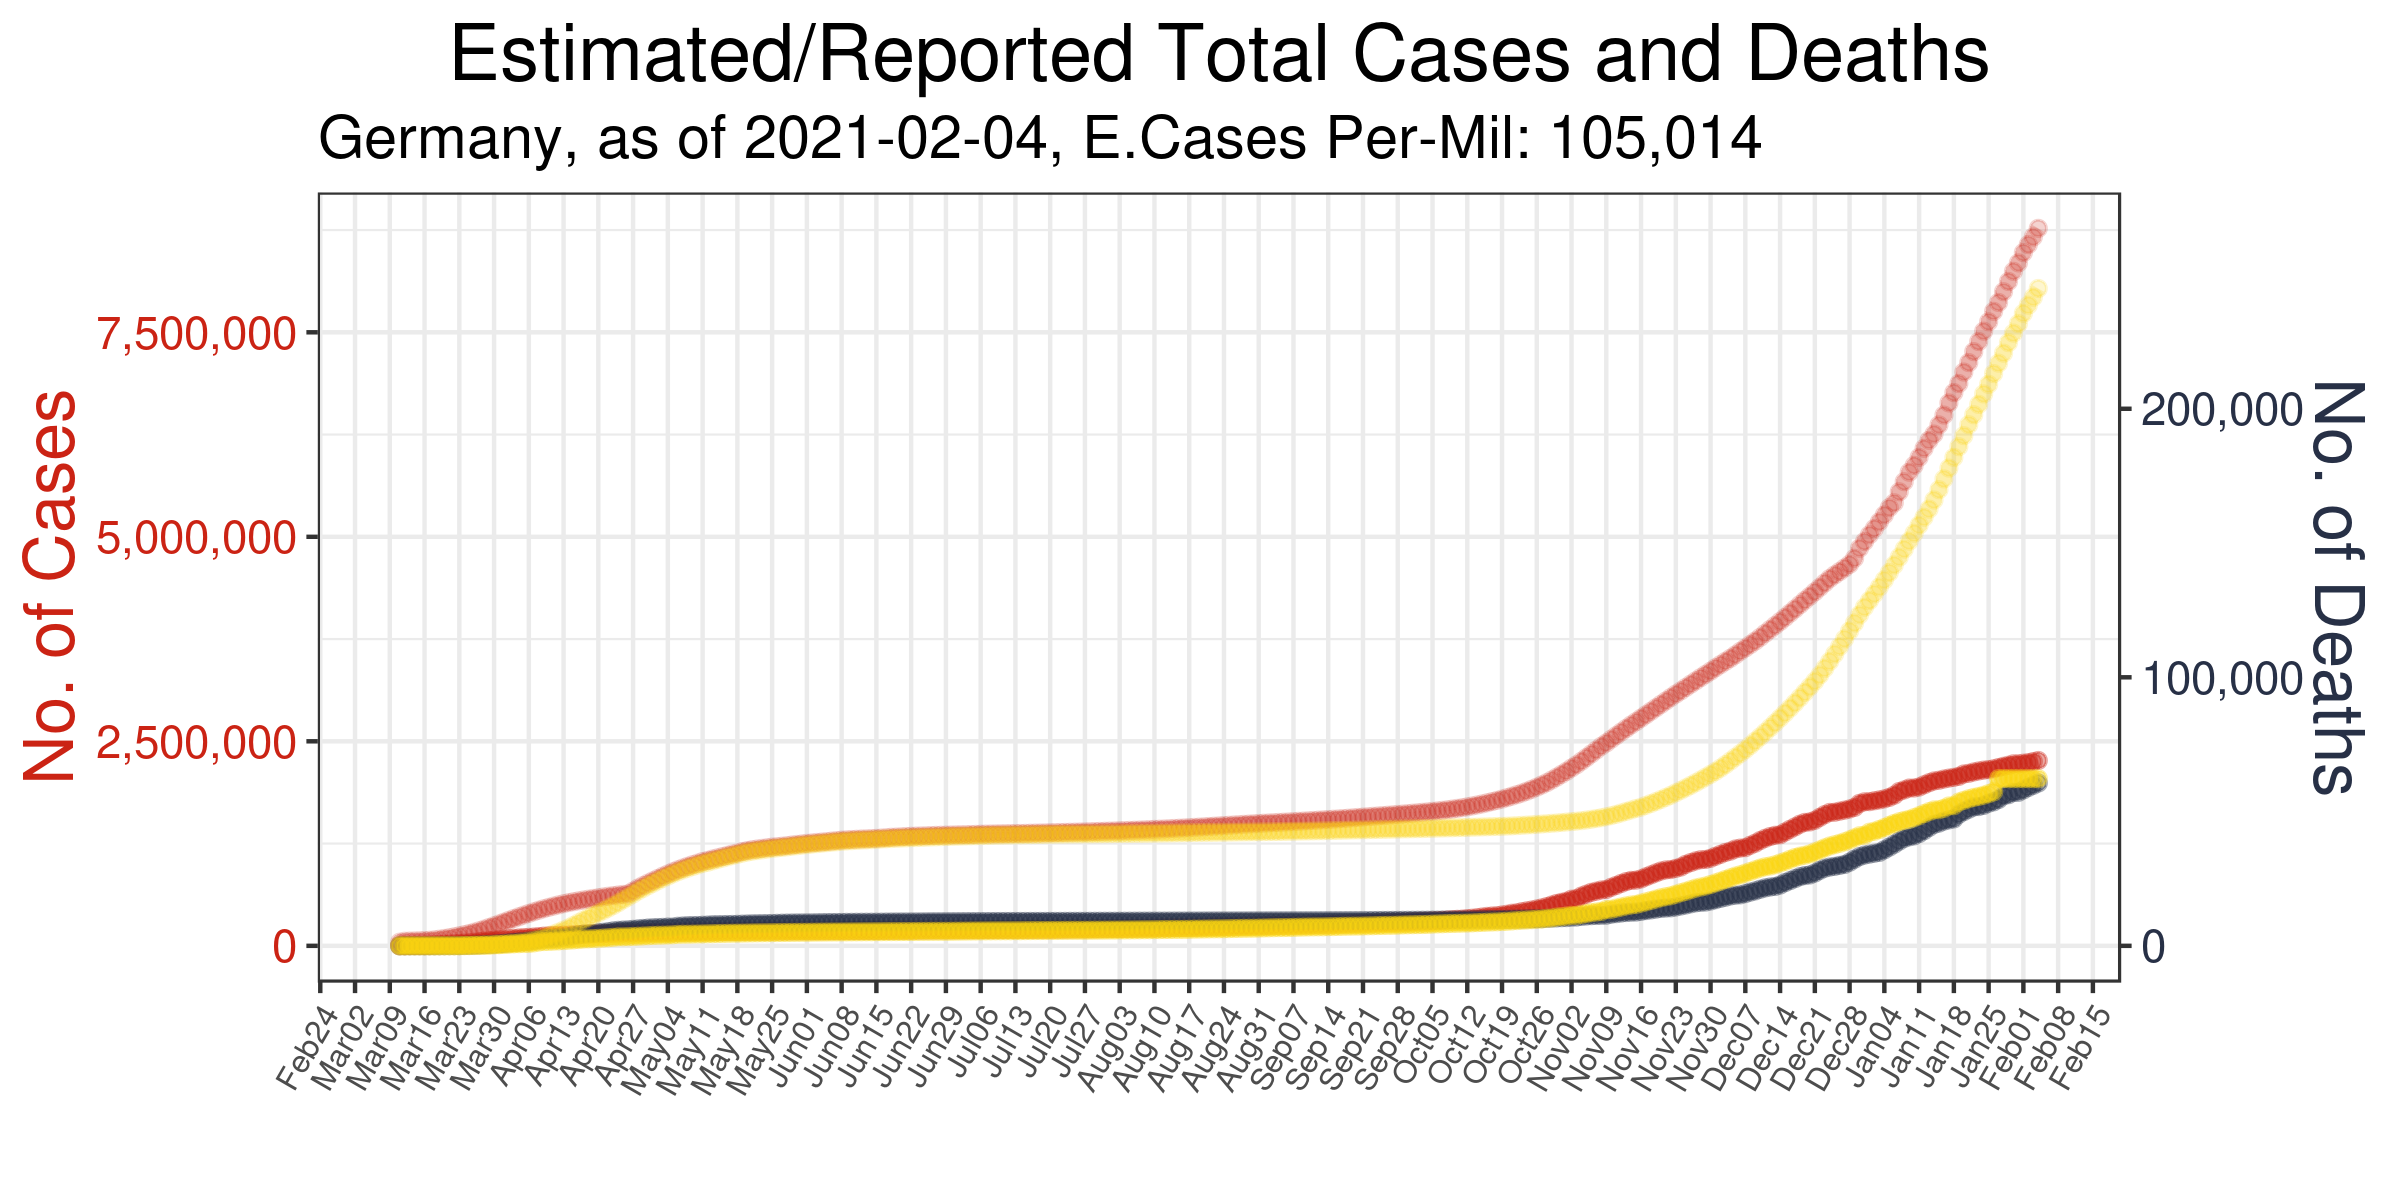 Estimated/Reported Total Cases and Deaths
Germany, as of 2021-02-04, E.Cases Per-Mil: 105,014
No. of Cases
7,500,000
5,000,000
2,500,000
0
200,000
100,000
0
No. of Deaths
Feb24
Mar02
Mar09
Mar16
Mar23
Mar30
Apr06
Apr13
Apr20
Apr27
May04
May11
May18
May25
Jun01
Jun08
Jun15
Jun22
Jun29
Jul06
Jul13
Jul20
Jul27
Aug03
Aug10
Aug17
Aug24
Aug31
Sep07
Sep14
Sep21
Sep28
Oct05
Oct12
Oct19
Oct26
Nov02
Nov09
Nov16
Nov23
Nov30
Dec07
Dec14
Dec21
Dec28
Jan04
Jan11
Jan18
Jan25
Feb01
Feb08
Feb15